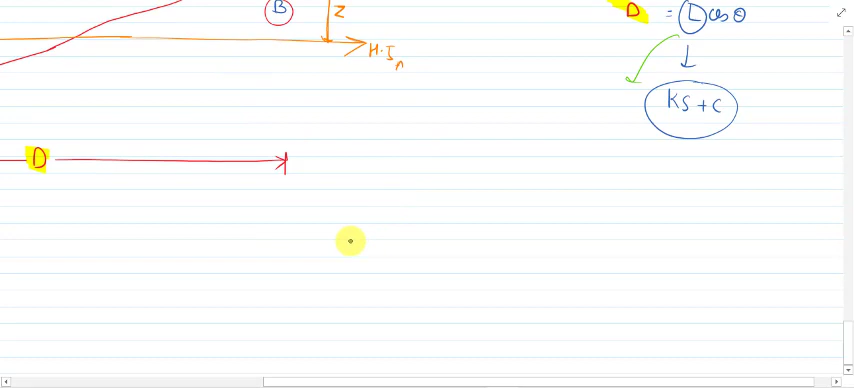 B
Z
D = L cos θ
H.I
KS + C
D